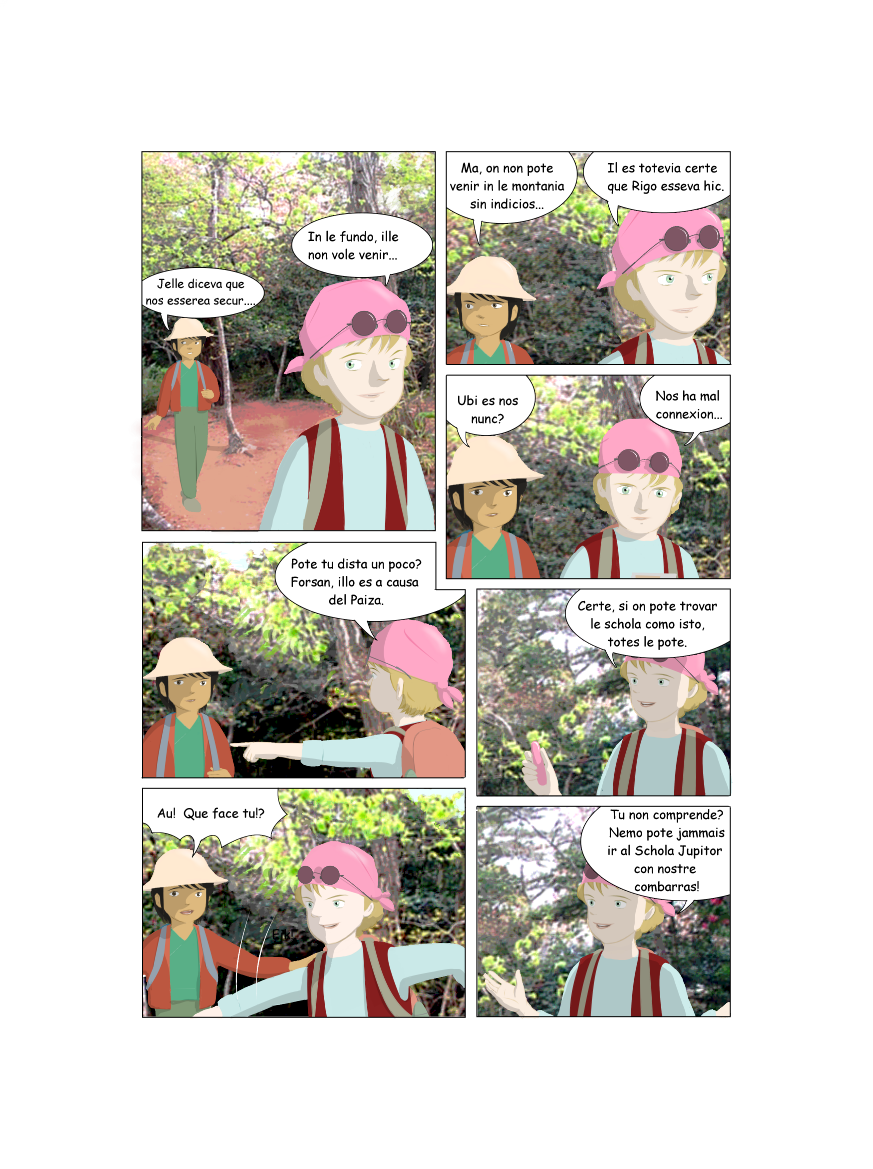 In le fundo, ille
non vole venir...
Jelle diceva que
nos esserea secur....
Ma, on non pote
venir in le montania
sin indicios...
Il es totevia certe
que Rigo esseva hic.
Ubi es nos
nunc?
Nos ha mal
connexion...
Pote tu dista un poco?
Forsan, illo es a causa
del Paiza.
Certe, si on pote trovar
le schola como isto,
totes le pote.
Au! Que face tu!?
Tu non comprende?
Nemo pote jammais
ir al Schola Jupitor
con nostre
combarras!